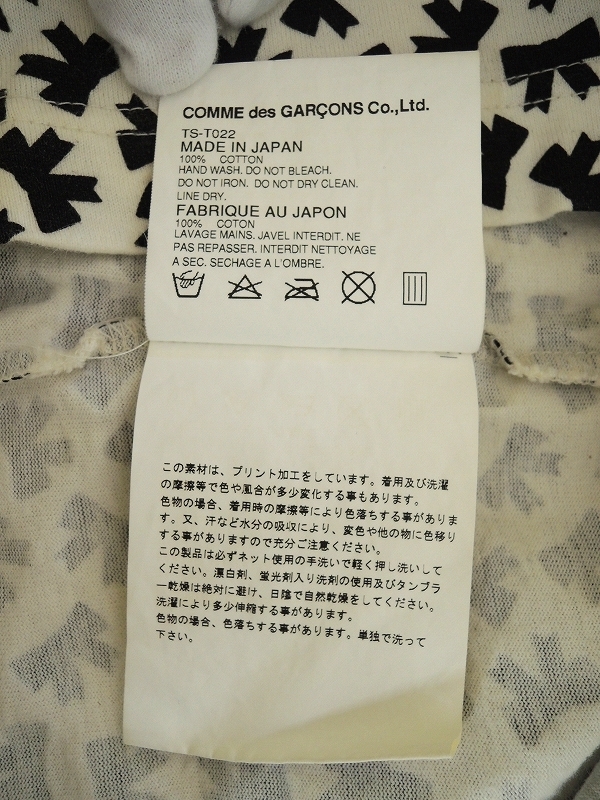 COMME des GARÇONS Co.,Ltd.
TS-T022
MADE IN JAPAN
100% COTTON
HAND WASH. DO NOT BLEACH.
DO NOT IRON. DO NOT DRY CLEAN.
LINE DRY.
FABRIQUE AU JAPON
100% COTON
LAVAGE MAINS. JAVEL INTERDIT. NE
PAS REPASSER. INTERDIT NETTOYAGE
A SEC. SECHAGE A L'OMBRE.
この素材は、プリント加工をしています。着用及び洗濯
の摩擦等で色や風合が多少変化する事もあります。
色物の場合、着用時の摩擦等により色落ちする事がありま
す。又、汗など水分の吸収により、変色や他の物に色移り
する事がありますので充分ご注意ください。
この製品は必ずネット使用の手洗いで軽く押し洗いして
ください。漂白剤、蛍光剤入り洗剤の使用及びタンブラ
ー乾燥は絶対に避け、日陰で自然乾燥をしてください。
洗濯により多少伸縮する事があります。
色物の場合、色落ちする事があります。単独で洗って
下さい。